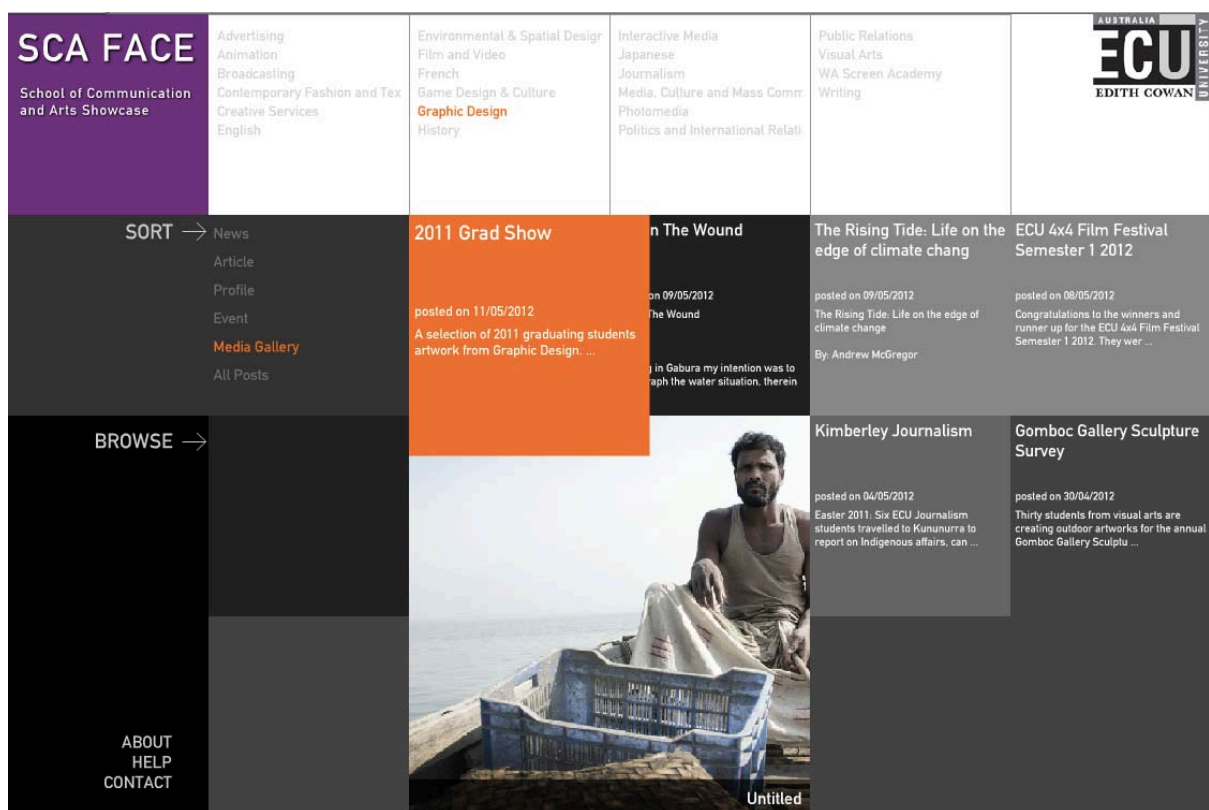 SCA FACE
School of Communication
and Arts Showcase
Advertising
Animation
Broadcasting
Contemporary Fashion and Tex
Creative Services
English
Environmental & Spatial Design
Film and Video
French
Game Design & Culture
Graphic Design
History
Interactive Media
Japanese
Journalism
Media, Culture and Mass Comm
Photomedia
Politics and International Relati
Public Relations
Visual Arts
WA Screen Academy
Writing
AUSTRALIA
ECU
EDITH COWAN
UNIVERSITY
SORT →
News
Article
Profile
Event
Media Gallery
All Posts
2011 Grad Show
posted on 11/05/2012
A selection of 2011 graduating students
artwork from Graphic Design. ...
n The Wound
on 09/05/2012
The Wound
g in Gabura my intention was to
raph the water situation, therein
The Rising Tide: Life on the
edge of climate chang
posted on 09/05/2012
The Rising Tide: Life on the edge of
climate change
By: Andrew McGregor
ECU 4x4 Film Festival
Semester 1 2012
posted on 08/05/2012
Congratulations to the winners and
runner up for the ECU 4x4 Film Festival
Semester 1 2012. They wer ...
BROWSE →
Kimberley Journalism
posted on 04/05/2012
Easter 2011: Six ECU Journalism
students travelled to Kununurra to
report on Indigenous affairs, can ...
Gomboc Gallery Sculpture
Survey
posted on 30/04/2012
Thirty students from visual arts are
creating outdoor artworks for the annual
Gomboc Gallery Sculptu ...
ABOUT
HELP
CONTACT
Untitled